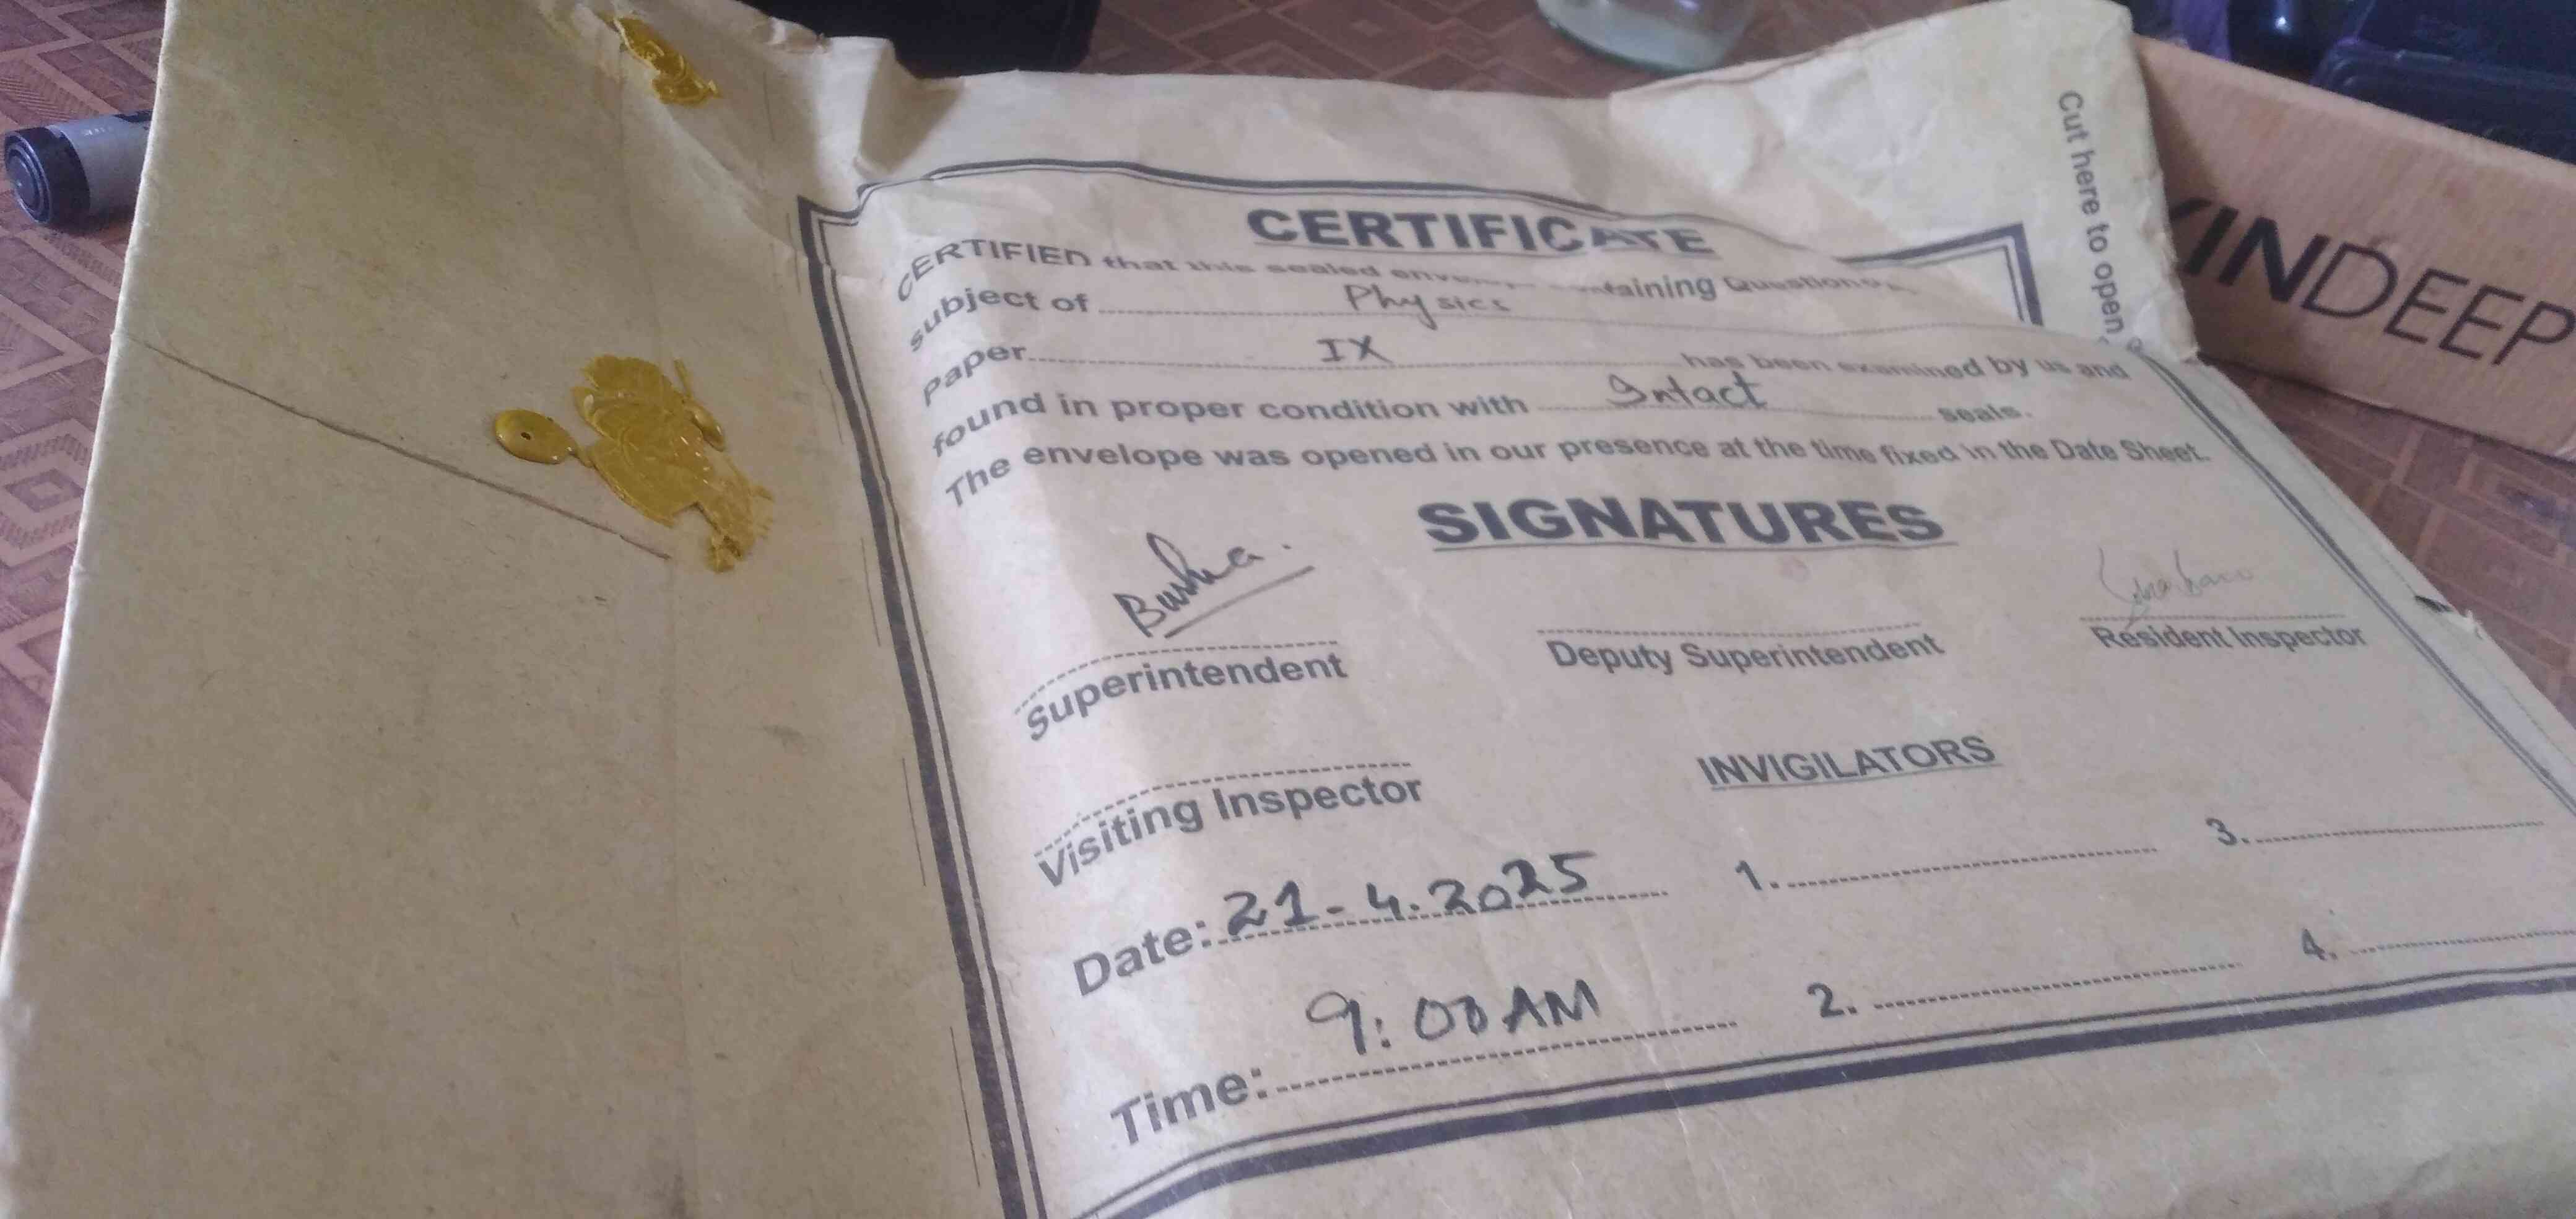 CERTIFICATE
CERTIFIED that this sealed envelope containing Questions
subject of Physics
paper IX has been examined by us and
found in proper condition with Intact seals.
The envelope was opened in our presence at the time fixed in the Date Sheet.
SIGNATURES
Superintendent
Deputy Superintendent
Resident Inspector
Visiting Inspector
INVIGILATORS
Date: 21-4.2025
1.
3.
Time: 9:00 AM
2.
4.
Cut here to open
INDEEP